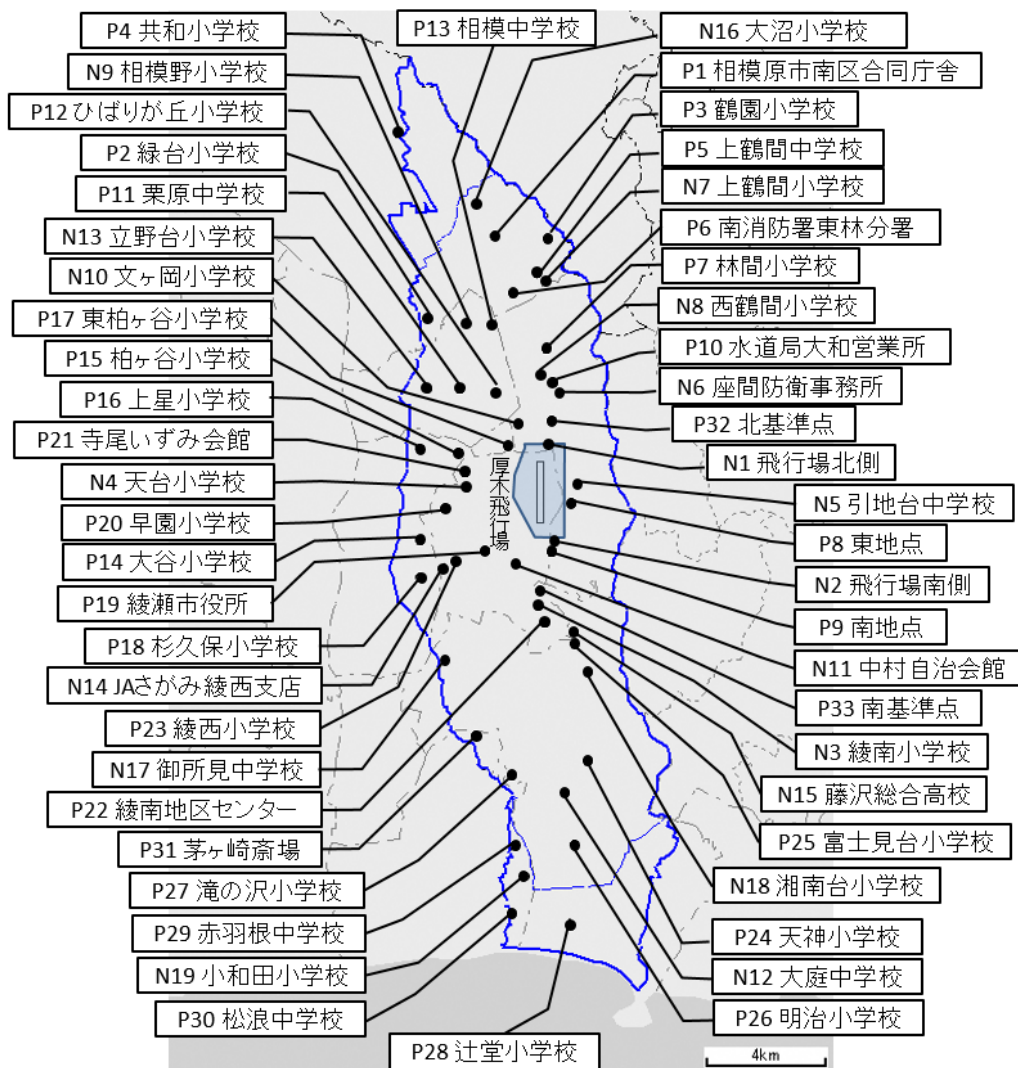 P4 共和小学校
N9 相模野小学校
P12 ひばりが丘小学校
P2 緑台小学校
P11 栗原中学校
N13 立野台小学校
N10 文ヶ岡小学校
P17 東柏ヶ谷小学校
P15 柏ヶ谷小学校
P16 上星小学校
P21 寺尾いずみ会館
N4 天台小学校
P20 早園小学校
P14 大谷小学校
P19 綾瀬市役所
P18 杉久保小学校
N14 JAさがみ綾西支店
P23 綾西小学校
N17 御所見中学校
P22 綾南地区センター
P31 茅ヶ崎斎場
P27 滝の沢小学校
P29 赤羽根中学校
N19 小和田小学校
P30 松浪中学校
P13 相模中学校
厚木飛行場
P28 辻堂小学校
N16 大沼小学校
P1 相模原市南区合同庁舎
P3 鶴園小学校
P5 上鶴間中学校
N7 上鶴間小学校
P6 南消防署東林分署
P7 林間小学校
N8 西鶴間小学校
P10 水道局大和営業所
N6 座間防衛事務所
P32 北基準点
N1 飛行場北側
N5 引地台中学校
P8 東地点
N2 飛行場南側
P9 南地点
N11 中村自治会館
P33 南基準点
N3 綾南小学校
N15 藤沢総合高校
P25 富士見台小学校
N18 湘南台小学校
P24 天神小学校
N12 大庭中学校
P26 明治小学校
4km